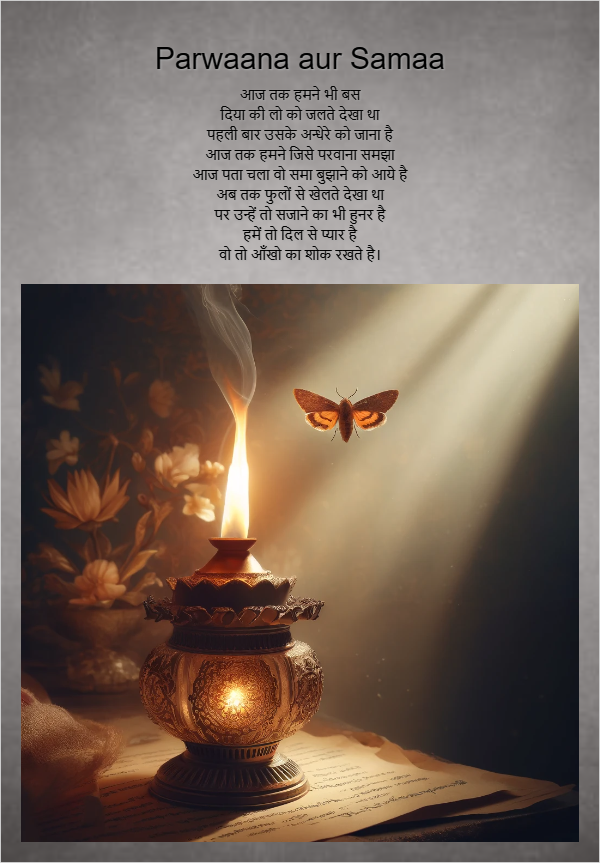 Parwaana aur Samaa
आज तक हमने भी बस
दिया की लो को जलते देखा था
पहली बार उसके अन्धेरे को जाना है
आज तक हमने जिसे परवाना समझा
आज पता चला वो समा बुझाने को आये है
अब तक फुलों से खेलते देखा था
पर उन्हें तो सजाने का भी हुनर है
हमें तो दिल से प्यार है
वो तो आँखो का शोक रखते है।